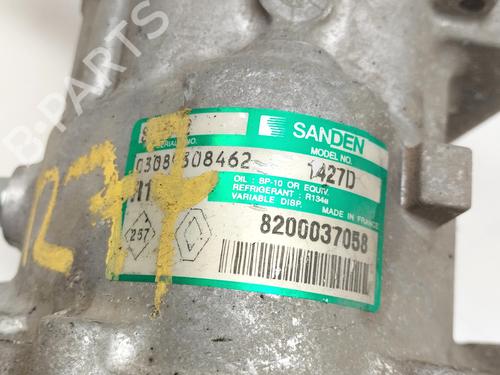 SANDEN
SERIAL NO.
MODEL NO.
1427D
OIL : SP-10 OR EQUIV.
REFRIGERANT : R134a
VARIABLE DISP.
MADE IN FRANCE
257
8200037058
B-PARTS